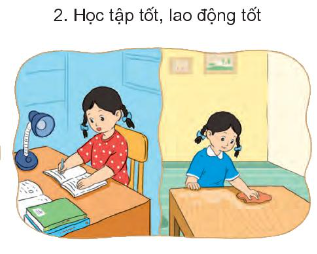 2. Học tập tốt, lao động tốt